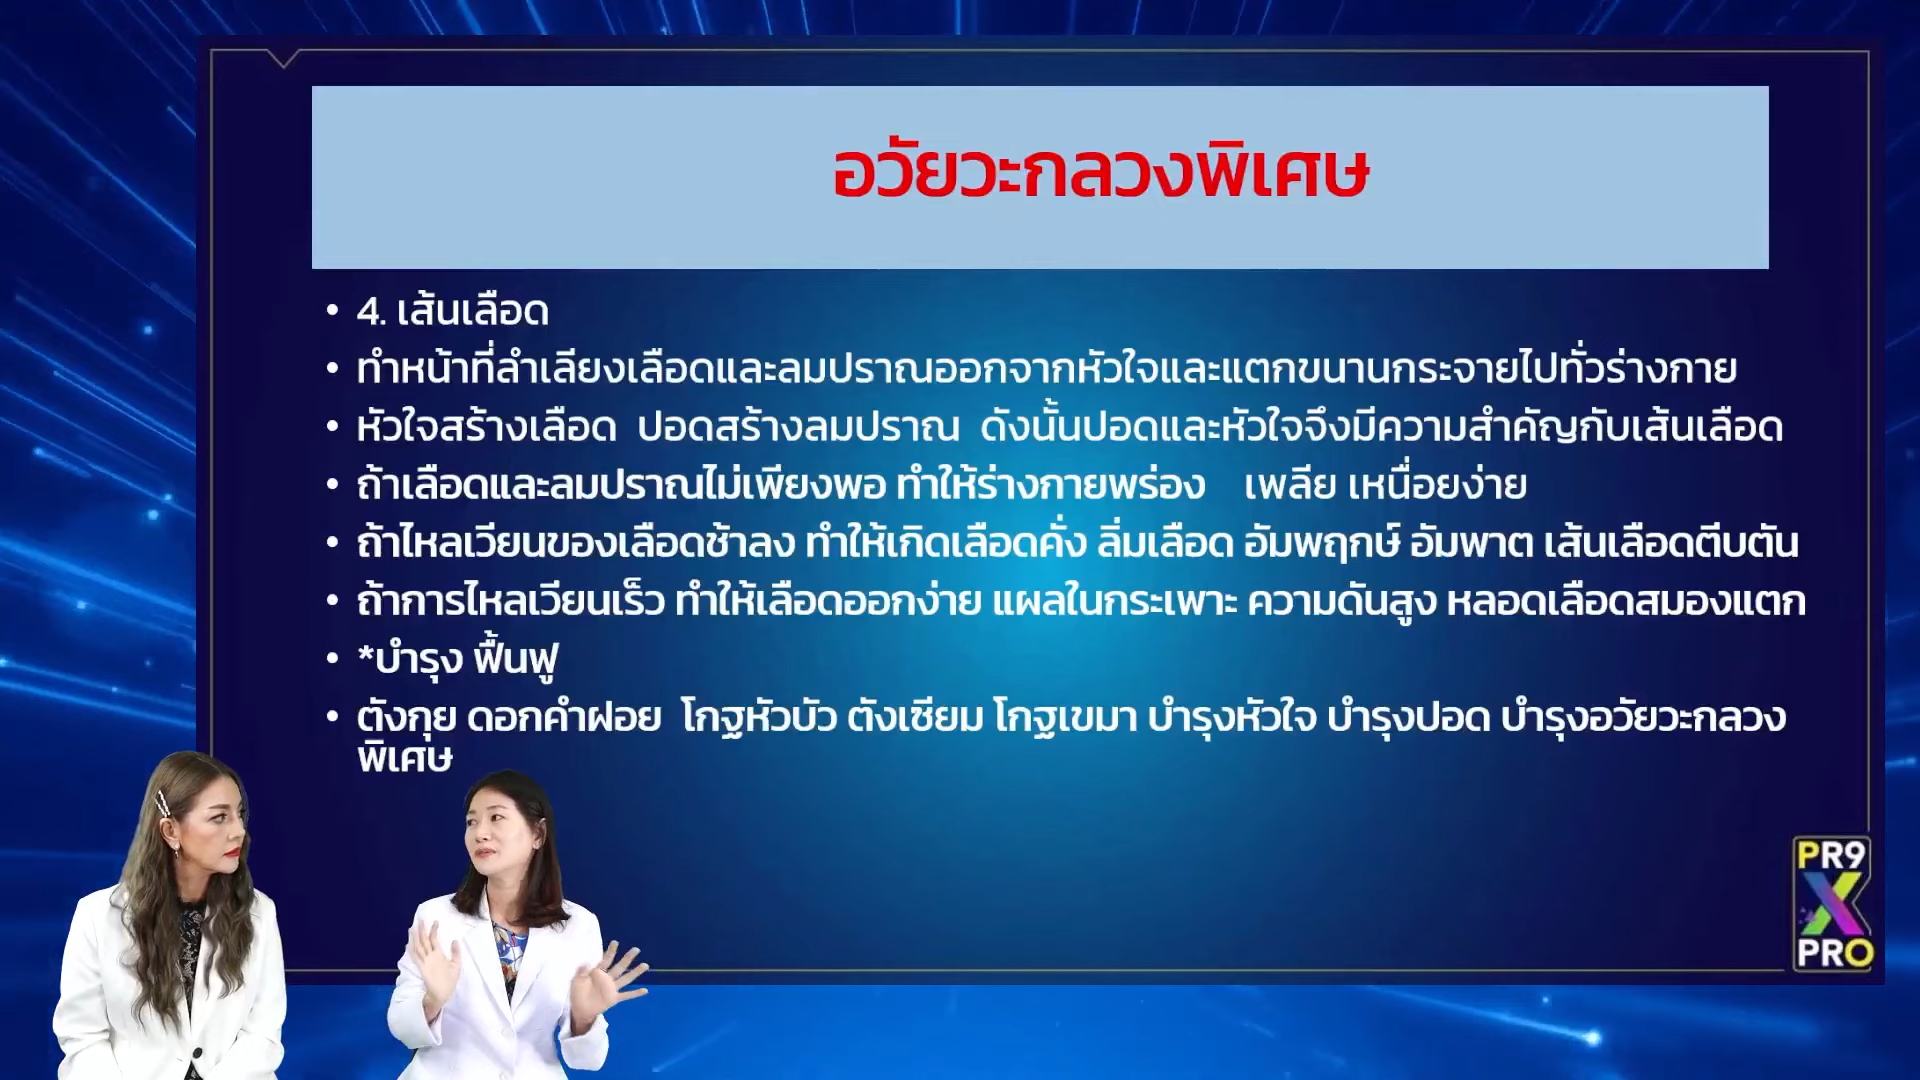 อวัยวะกลวงพิเศษ
• 4. เส้นเลือด
• ทำหน้าที่ลำเลียงเลือดและลมปราณออกจากหัวใจและแตกขนานกระจายไปทั่วร่างกาย
• หัวใจสร้างเลือด ปอดสร้างลมปราณ ดังนั้นปอดและหัวใจจึงมีความสำคัญกับเส้นเลือด
• ถ้าเลือดและลมปราณไม่เพียงพอ ทำให้ร่างกายพร่อง เพลีย เหนื่อยง่าย
• ถ้าไหลเวียนของเลือดช้าลง ทำให้เกิดเลือดคั่ง ลิ่มเลือด อัมพฤกษ์ อัมพาต เส้นเลือดตีบตัน
• ถ้าการไหลเวียนเร็ว ทำให้เลือดออกง่าย แผลในกระเพาะ ความดันสูง หลอดเลือดสมองแตก
• *บำรุง ฟื้นฟู
• ตังกุย ดอกคำฝอย โกฐหัวบัว ตังเซียม โกฐเขมา บำรุงหัวใจ บำรุงปอด บำรุงอวัยวะกลวง
พิเศษ
PR9
X
PRO